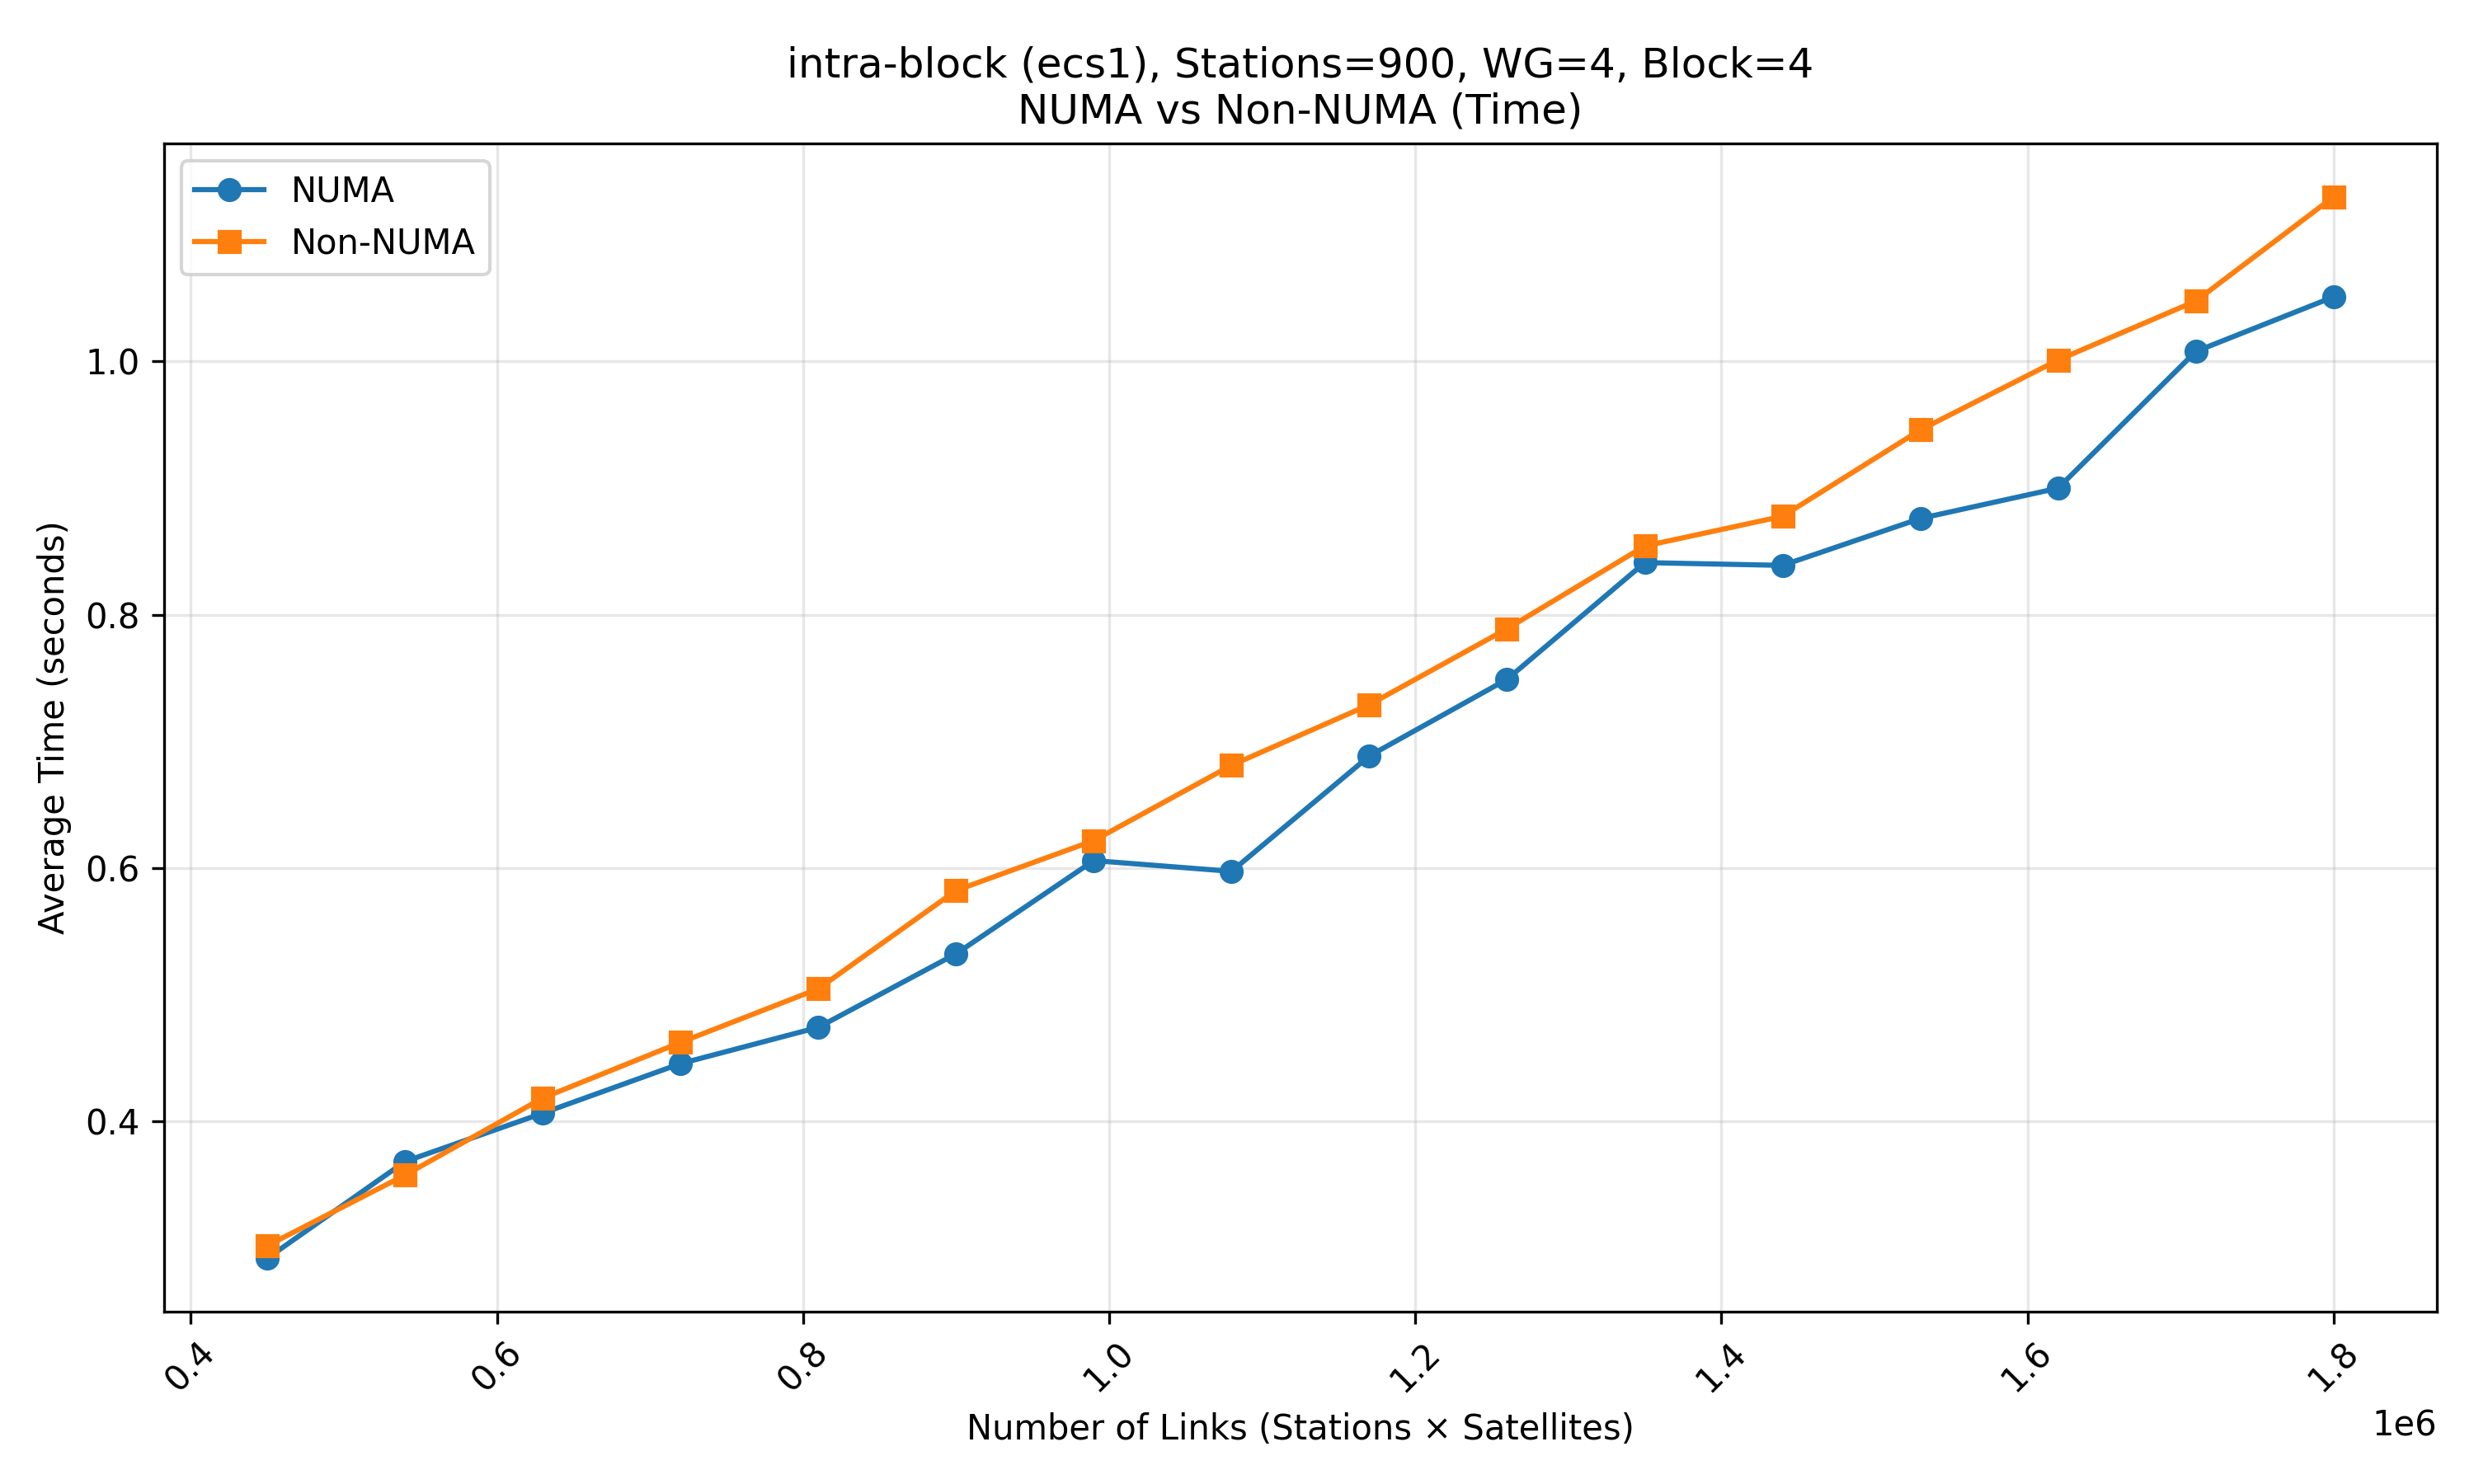 intra-block (ecs1), Stations=900, WG=4, Block=4
NUMA vs Non-NUMA (Time)
NUMA
Non-NUMA
Average Time (seconds)
1.0
0.8
0.6
0.4
0.4
0.6
0.8
1.0
1.2
1.4
1.6
1.8
1e6
Number of Links (Stations × Satellites)